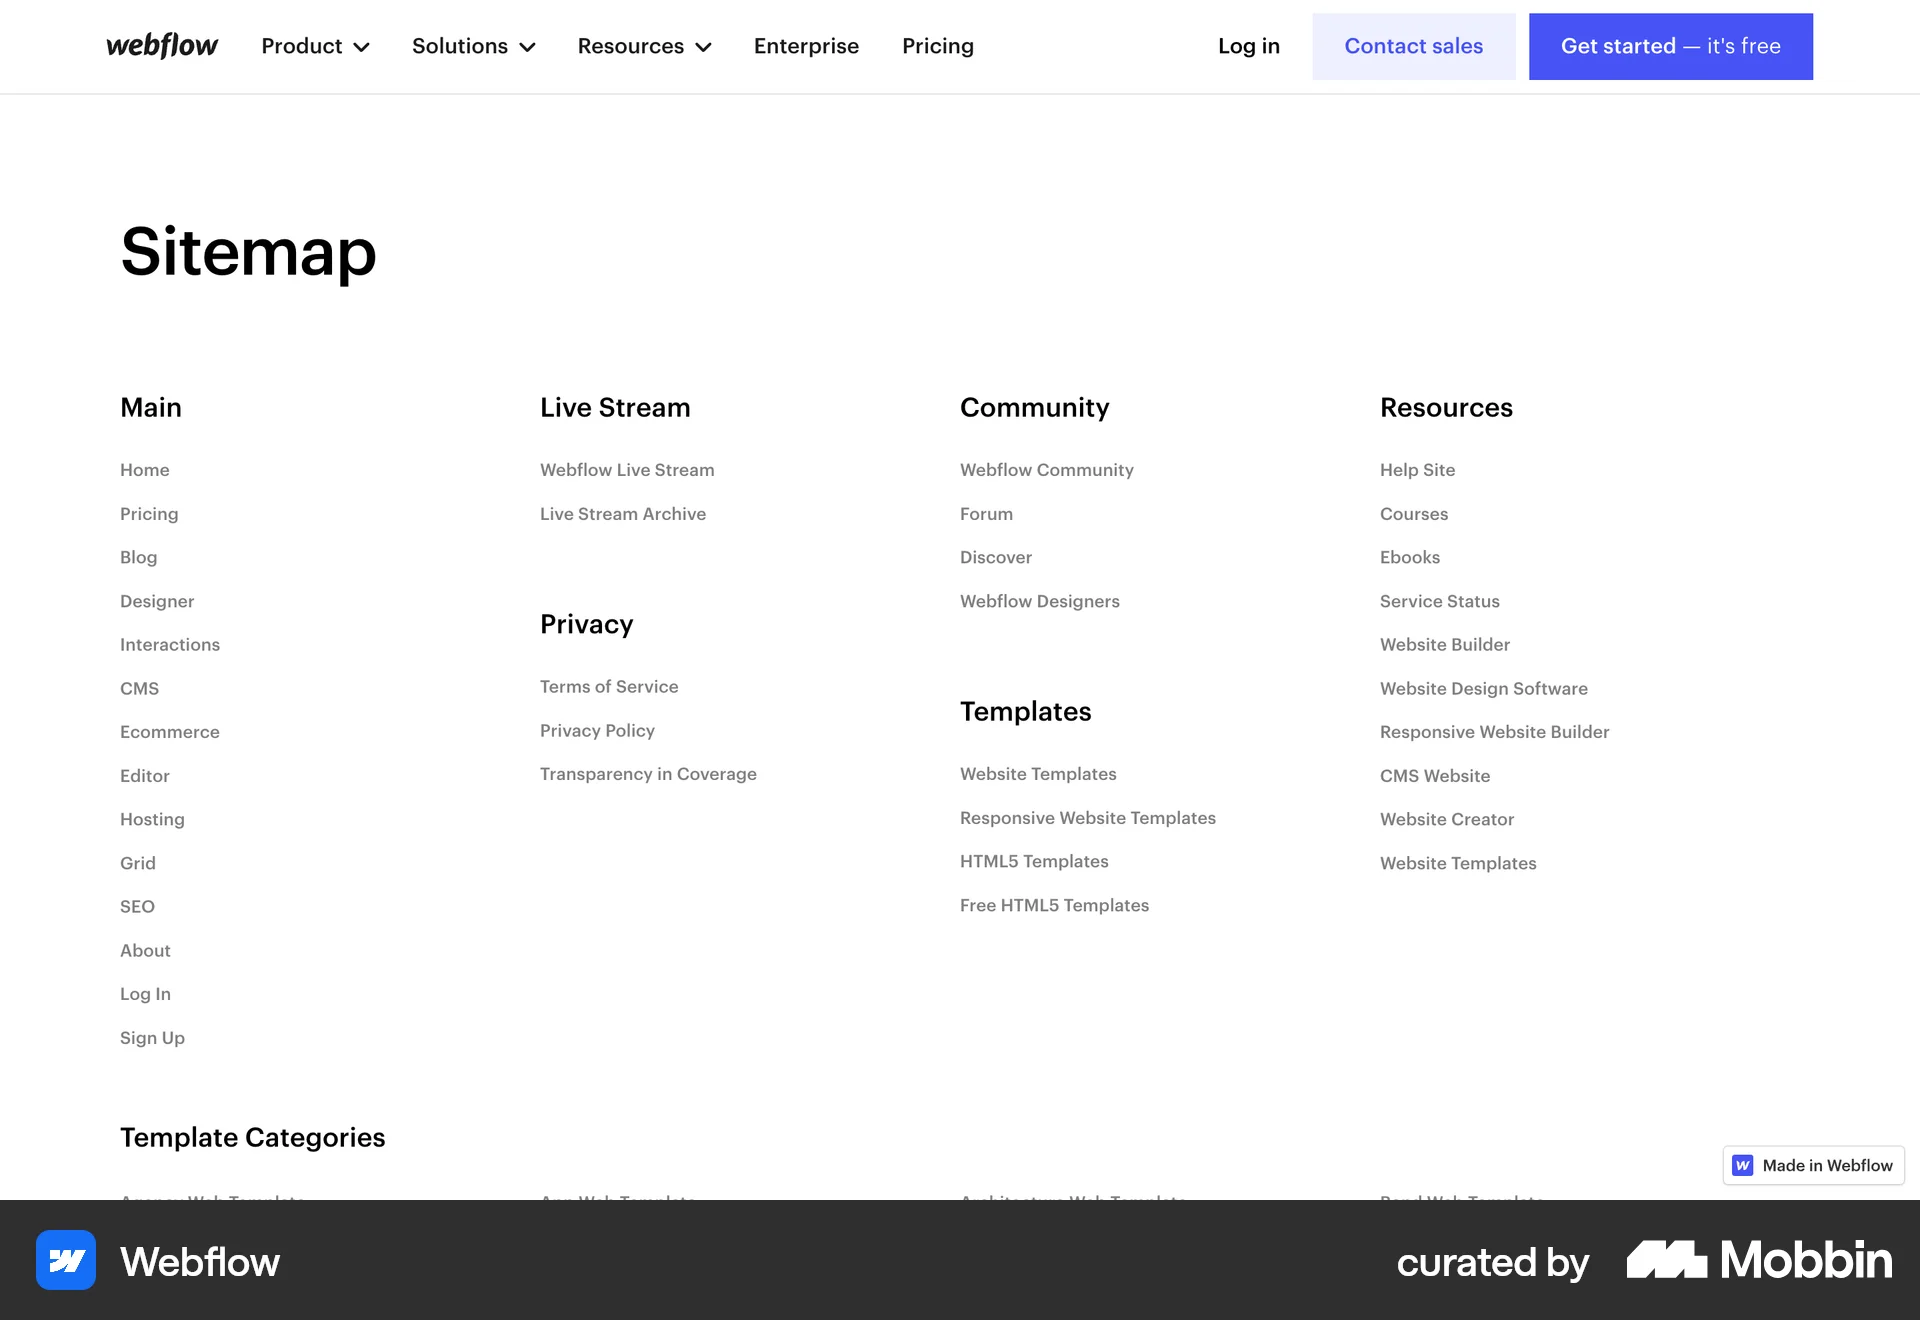 webflow Product Solutions Resources Enterprise Pricing Log in Contact sales Get started — it's free
Sitemap
Main
Home
Pricing
Blog
Designer
Interactions
CMS
Ecommerce
Editor
Hosting
Grid
SEO
About
Log In
Sign Up
Live Stream
Webflow Live Stream
Live Stream Archive
Privacy
Terms of Service
Privacy Policy
Transparency in Coverage
Community
Webflow Community
Forum
Discover
Webflow Designers
Templates
Website Templates
Responsive Website Templates
HTML5 Templates
Free HTML5 Templates
Resources
Help Site
Courses
Ebooks
Service Status
Website Builder
Website Design Software
Responsive Website Builder
CMS Website
Website Creator
Website Templates
Template Categories
Made in Webflow
Webflow
curated by Mobbin